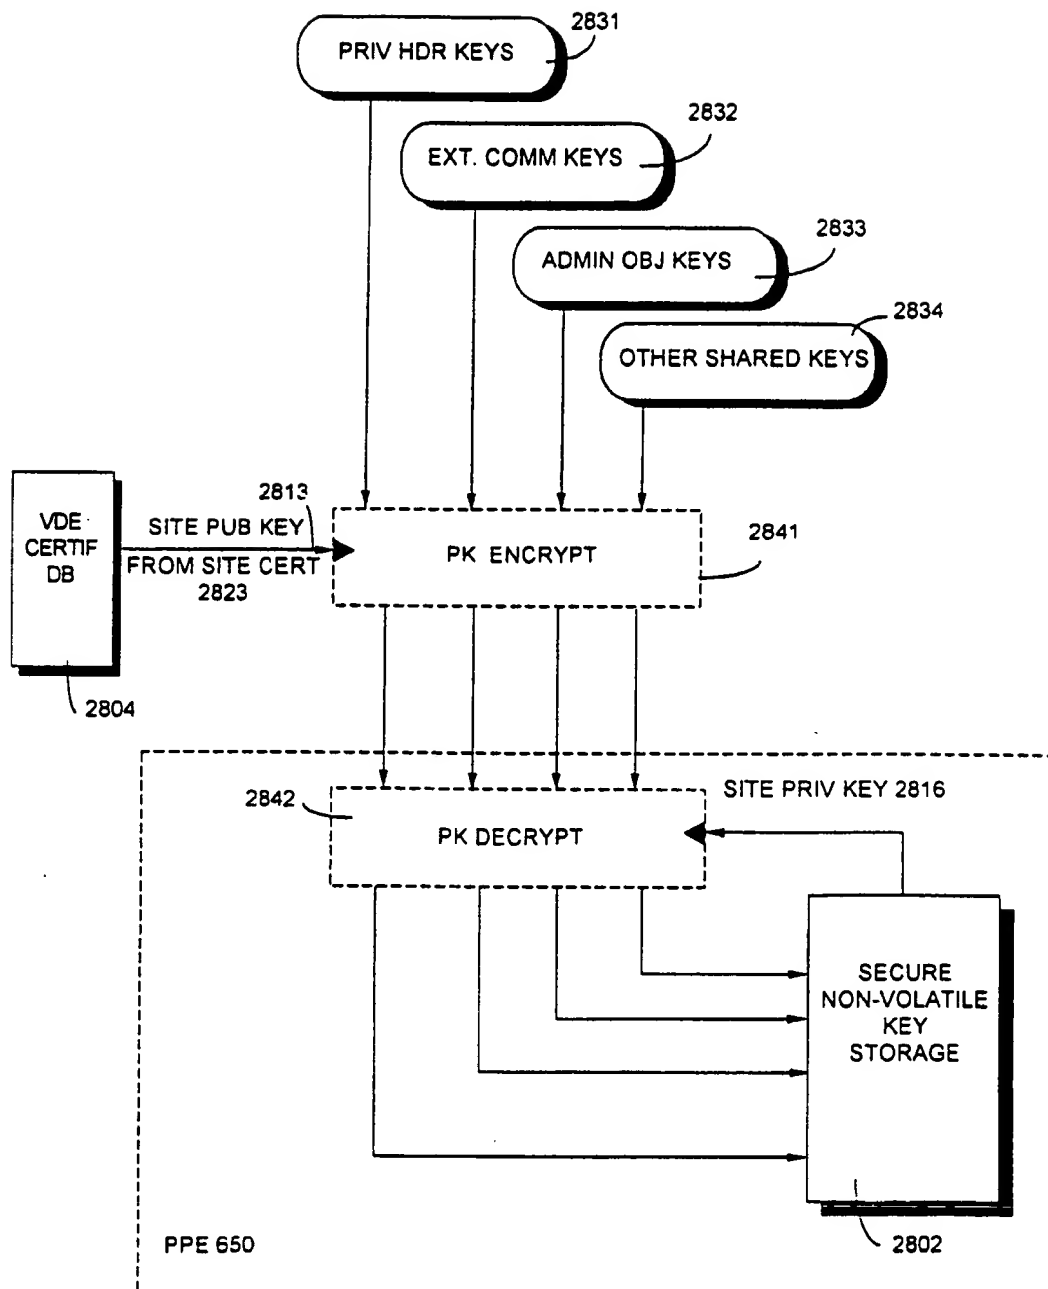 2831
PRIV HDR KEYS
2832
EXT. COMM KEYS
2833
ADMIN OBJ KEYS
2834
OTHER SHARED KEYS
VDE
CERTIF
DB
2813
SITE PUB KEY
FROM SITE CERT
2823
PK ENCRYPT
2841
2804
2842
SITE PRIV KEY 2816
PK DECRYPT
SECURE
NON-VOLATILE
KEY
STORAGE
PPE 650
2802